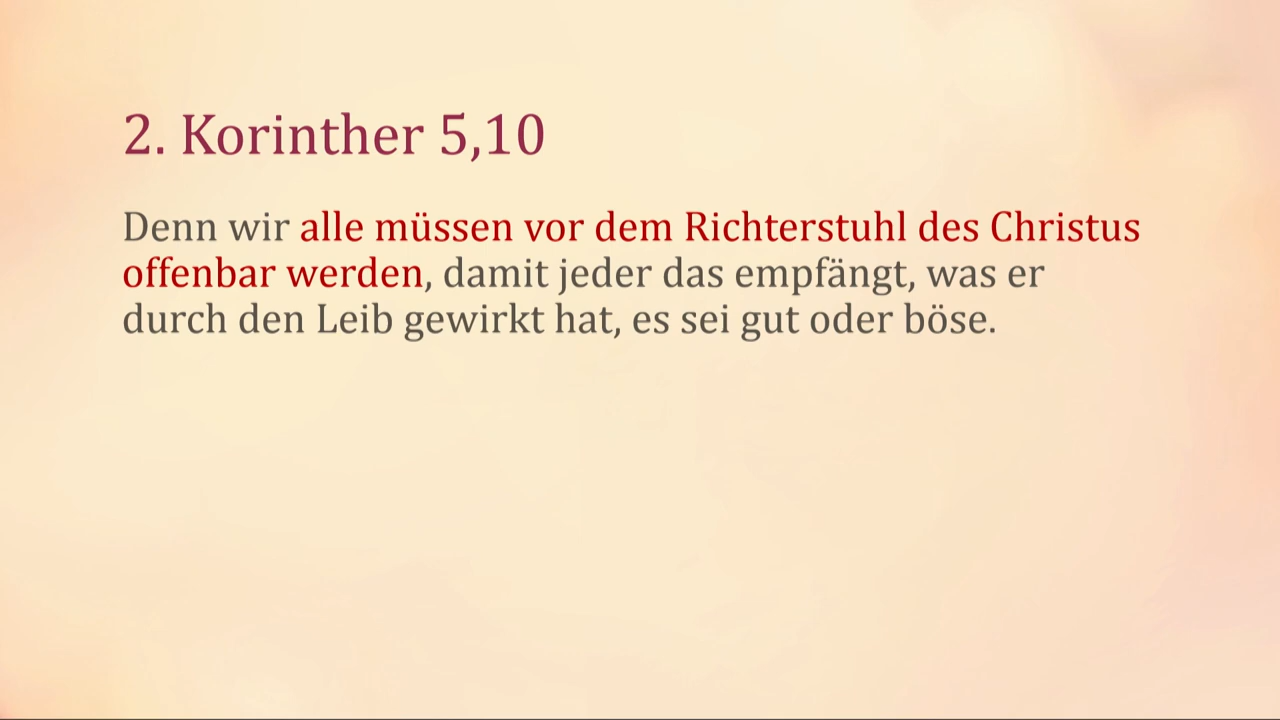 2. Korinther 5,10
Denn wir alle müssen vor dem Richterstuhl des Christus
offenbar werden, damit jeder das empfängt, was er
durch den Leib gewirkt hat, es sei gut oder böse.